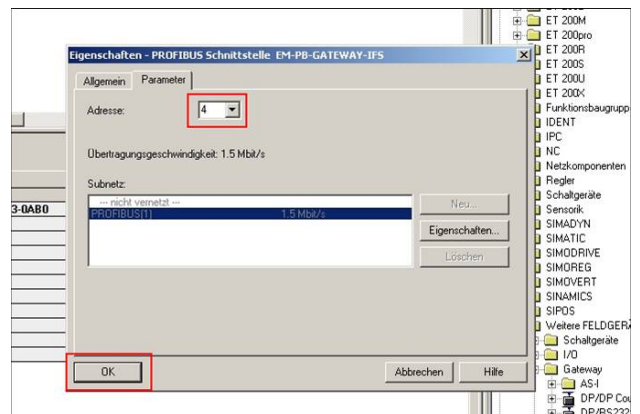 ET 200M
ET 200pro
Eigenschaften - PROFIBUS Schnittstelle EM-PB-GATEWAY-IFS
ET 200R
Allgemein
Parameter
ET 200S
ET 200U
ET 200X
Adresse:
4
Funktionsbaugrupp
IDENT
IPC
NC
Übertragungsgeschwindigkeit: 1.5 Mbit/s
Netzkomponenten
Regler
Subnetz:
Schaltgeräte
--- nicht vernetzt ---
Neu...
Sensorik
3-0AB0
PROFIBUS(1)
1.5 Mbit/s
SIMADYN
Eigenschaften...
SIMATIC
SIMODRIVE
Löschen
SIMOREG
SIMOVERT
SINAMICS
SIPOS
Weitere FELDGERÄ
Schaltgeräte
I/O
OK
Abbrechen
Hilfe
Gateway
AS-I
DP/DP Cou
DP/RS232